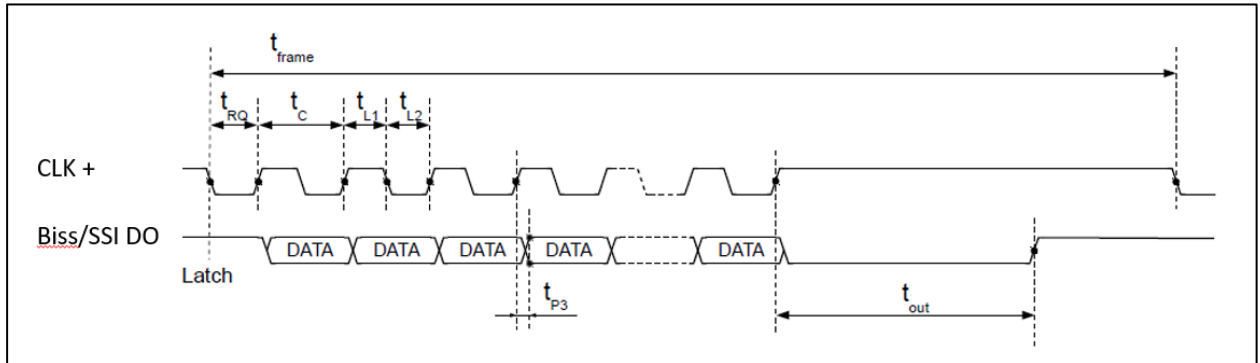 t frame
t RQ t C t L1 t L2
CLK +
Biss/SSI DO DATA DATA DATA DATA DATA
Latch
t P3
t out